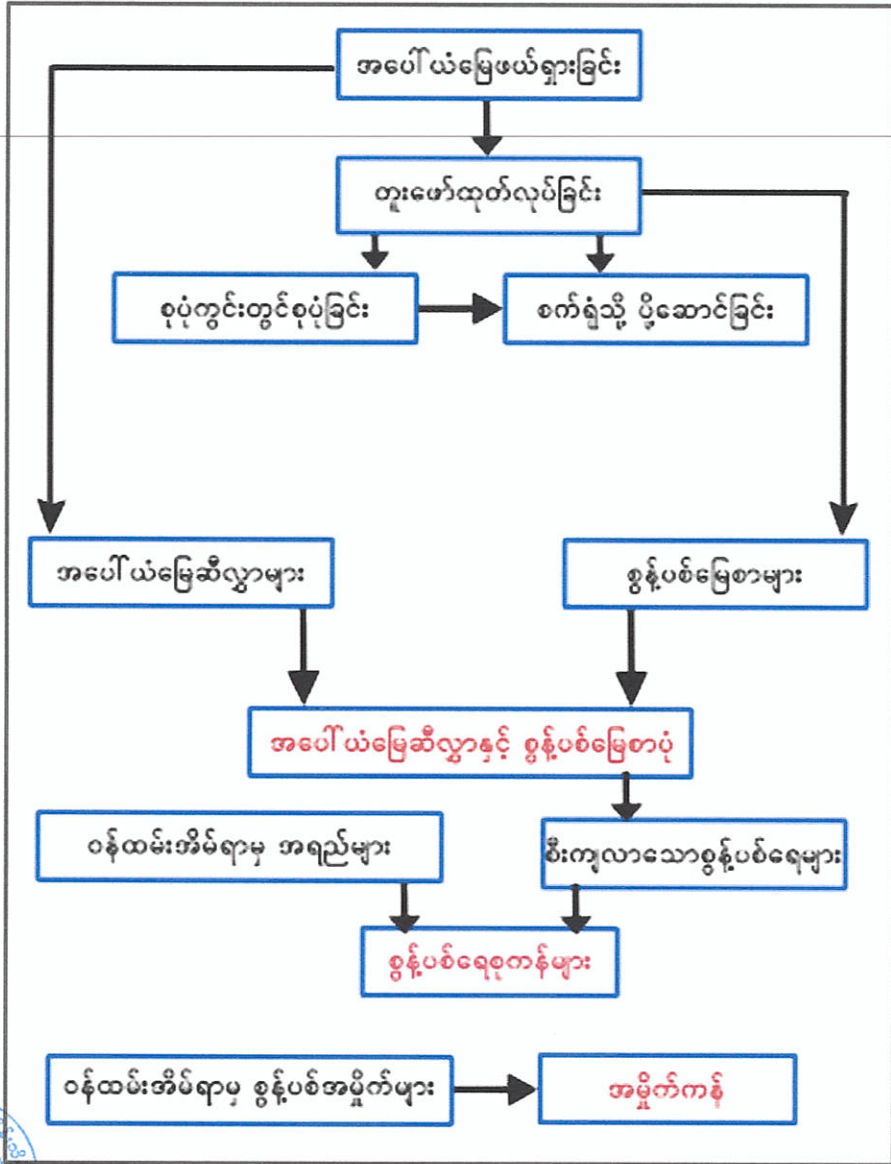 အပေါ်ယံမြေဖယ်ရှားခြင်း
တူးဖော်ထုတ်လုပ်ခြင်း
စုပုံကွင်းတွင်စုပုံခြင်း
စက်ရုံသို့ ပို့ဆောင်ခြင်း
အပေါ်ယံမြေဆီလွှာများ
စွန့်ပစ်မြေစာများ
အပေါ်ယံမြေဆီလွှာနှင့် စွန့်ပစ်မြေစာပုံ
ဝန်ထမ်းအိမ်ရာမှ အရည်များ
စီးကျလာသောစွန့်ပစ်ရေများ
စွန့်ပစ်ရေစုကန်များ
ဝန်ထမ်းအိမ်ရာမှ စွန့်ပစ်အမှိုက်များ
အမှိုက်ကန်